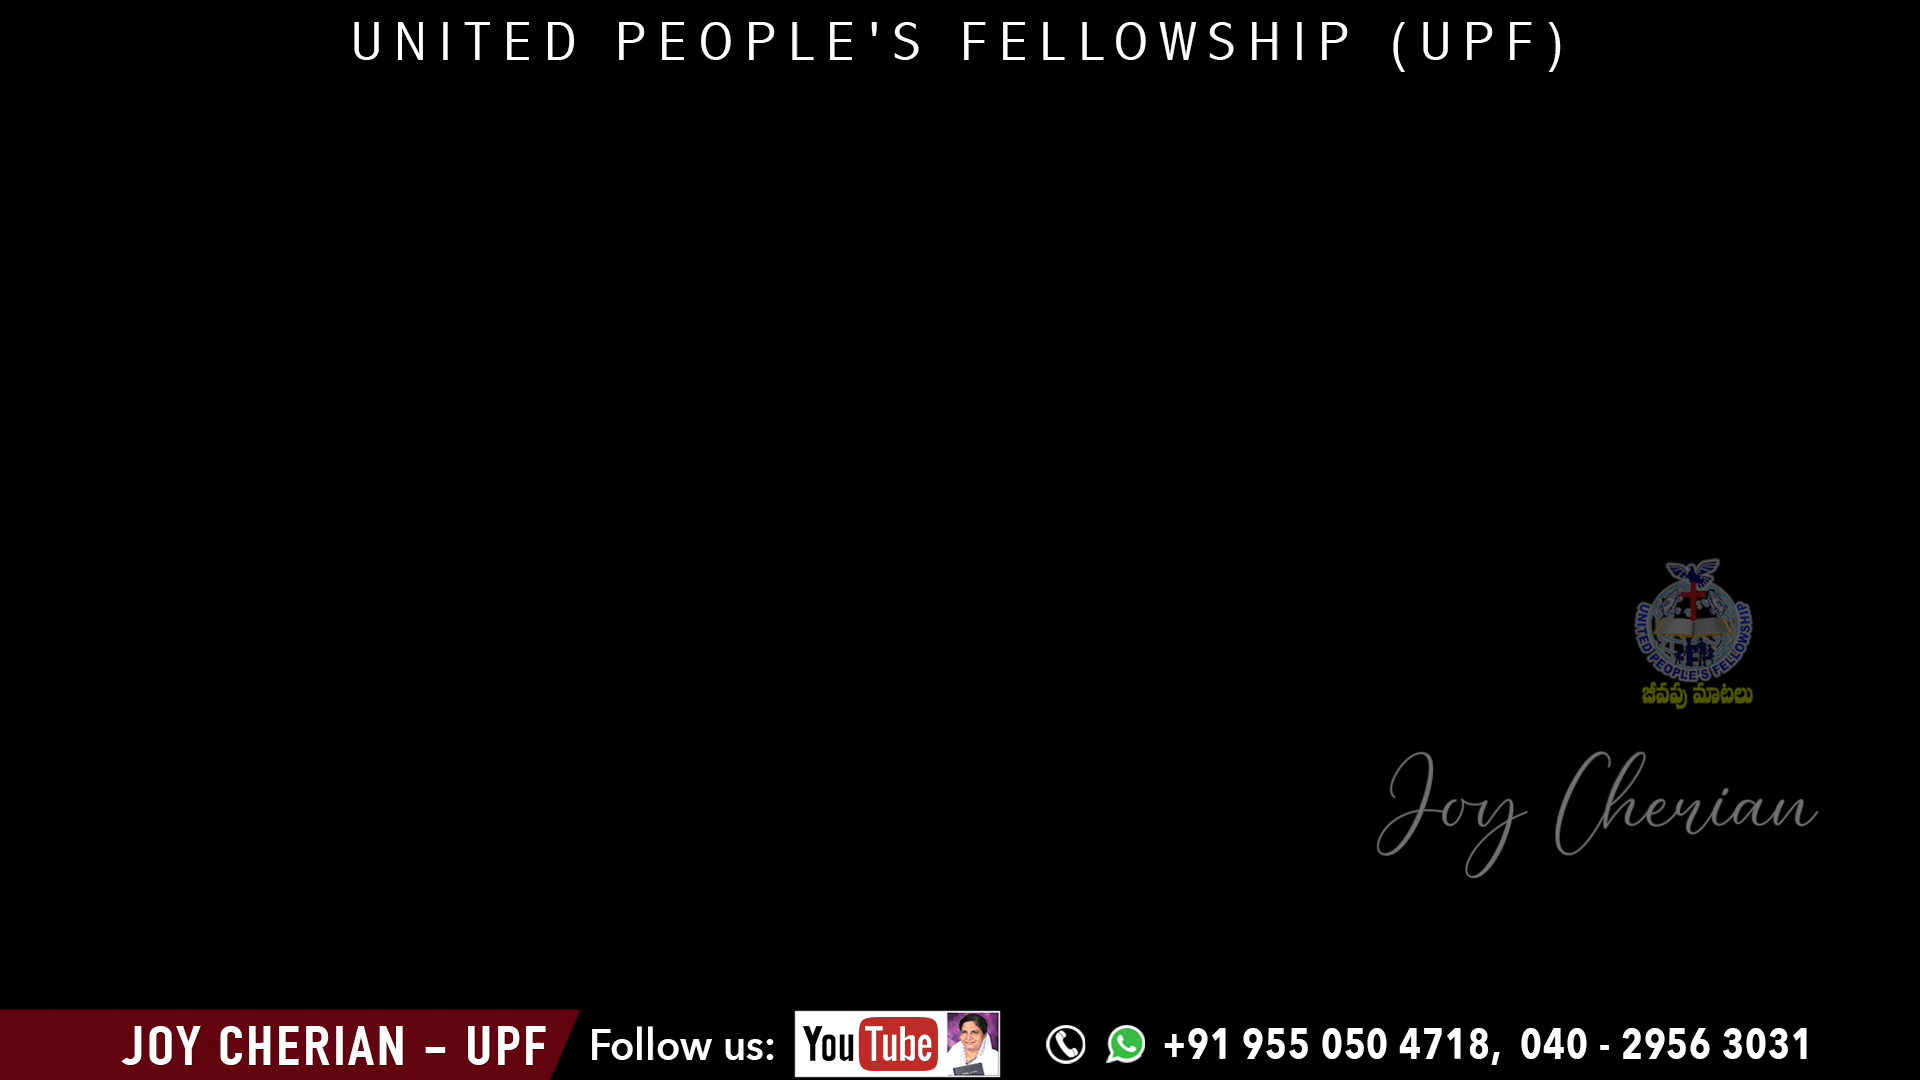 UNITED PEOPLE'S FELLOWSHIP (UPF)
UNITED PEOPLE'S FELLOWSHIP
జీవపు మాటలు
Joy Cherian
JOY CHERIAN – UPF
Follow us:
YouTube
+91 955 050 4718, 040 - 2956 3031